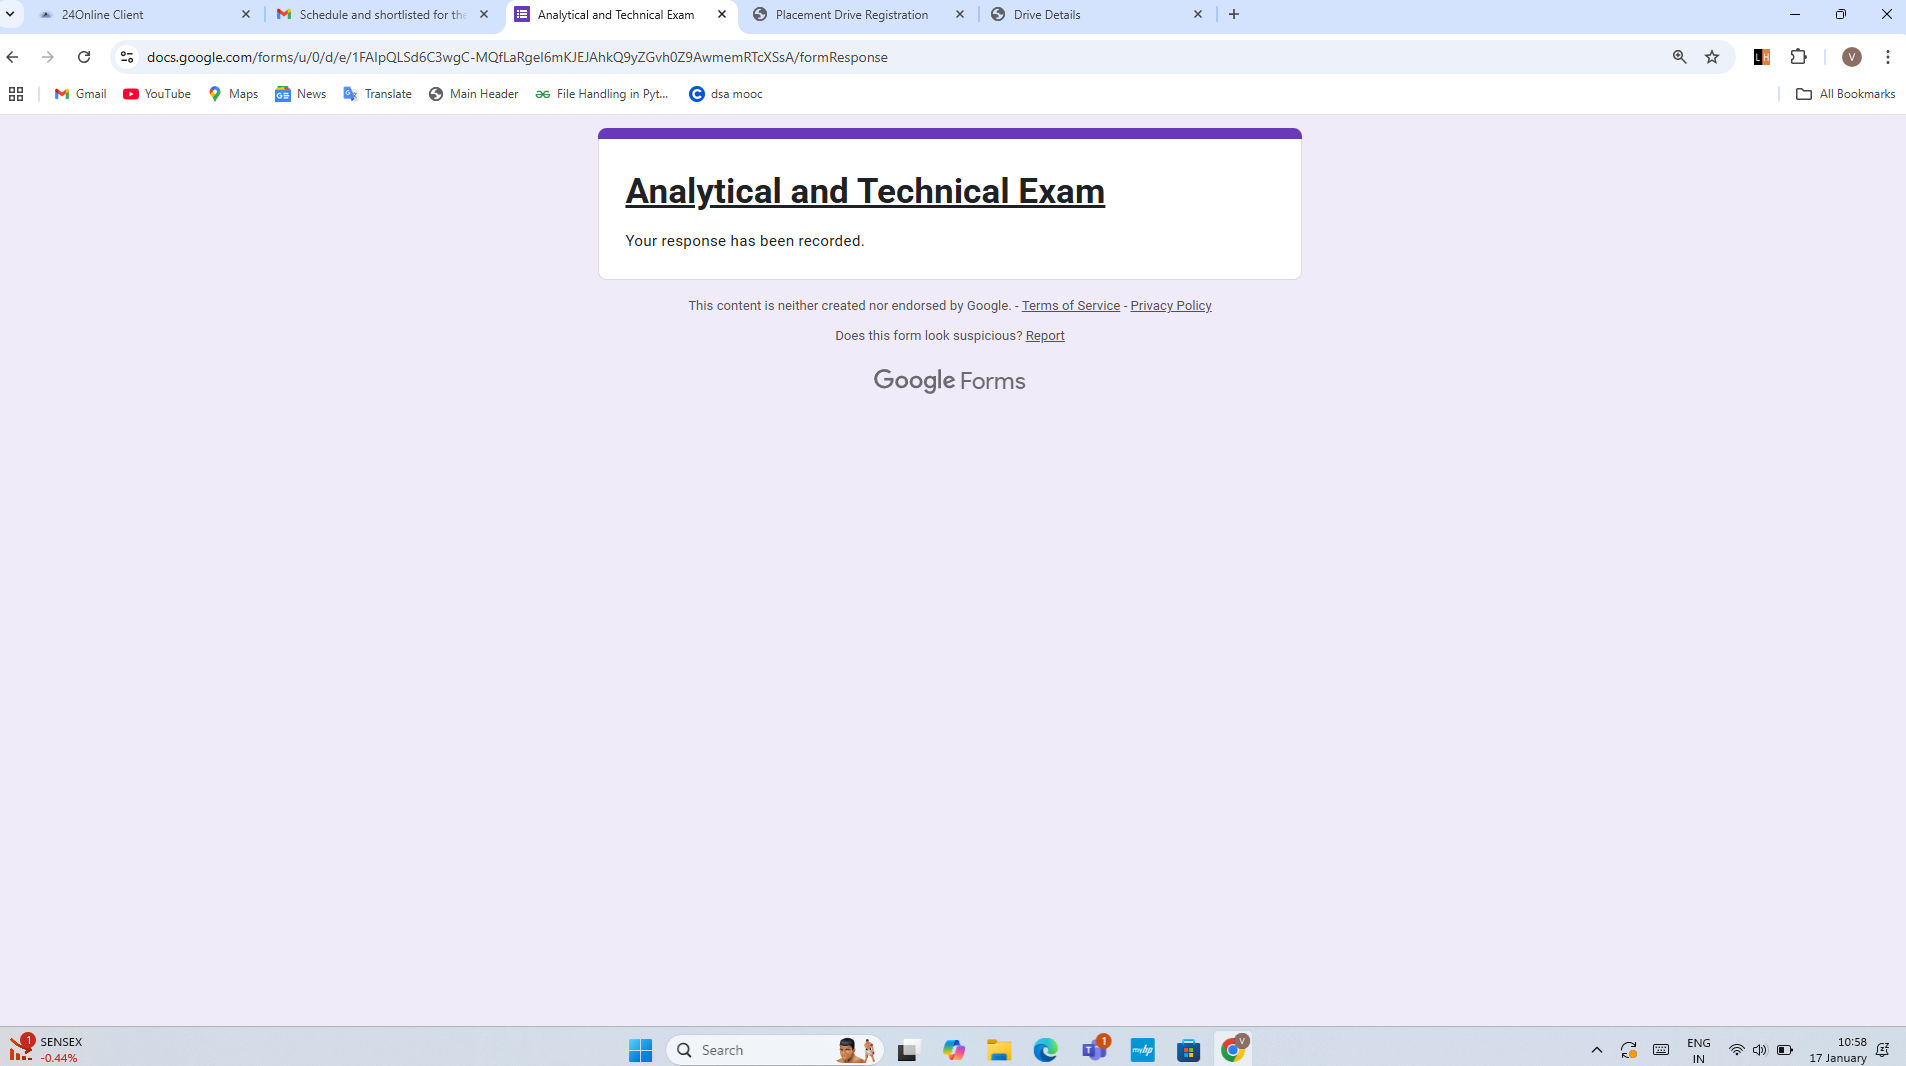 24Online Client
Schedule and shortlisted for the
Analytical and Technical Exam
Placement Drive Registration
Drive Details
docs.google.com/forms/u/0/d/e/1FAIpQLSd6C3wgC-MQfLaRgeI6mKJEJAhkQ9yZGvh0Z9AwmemRTcXSsA/formResponse
L H
V
Gmail
YouTube
Maps
News
Translate
Main Header
File Handling in Pyt...
dsa mooc
All Bookmarks
Analytical and Technical Exam
Your response has been recorded.
This content is neither created nor endorsed by Google. - Terms of Service - Privacy Policy
Does this form look suspicious? Report
Google Forms
1
SENSEX
-0.44%
Search
1
myhp
V
ENG
IN
10:58
17 January